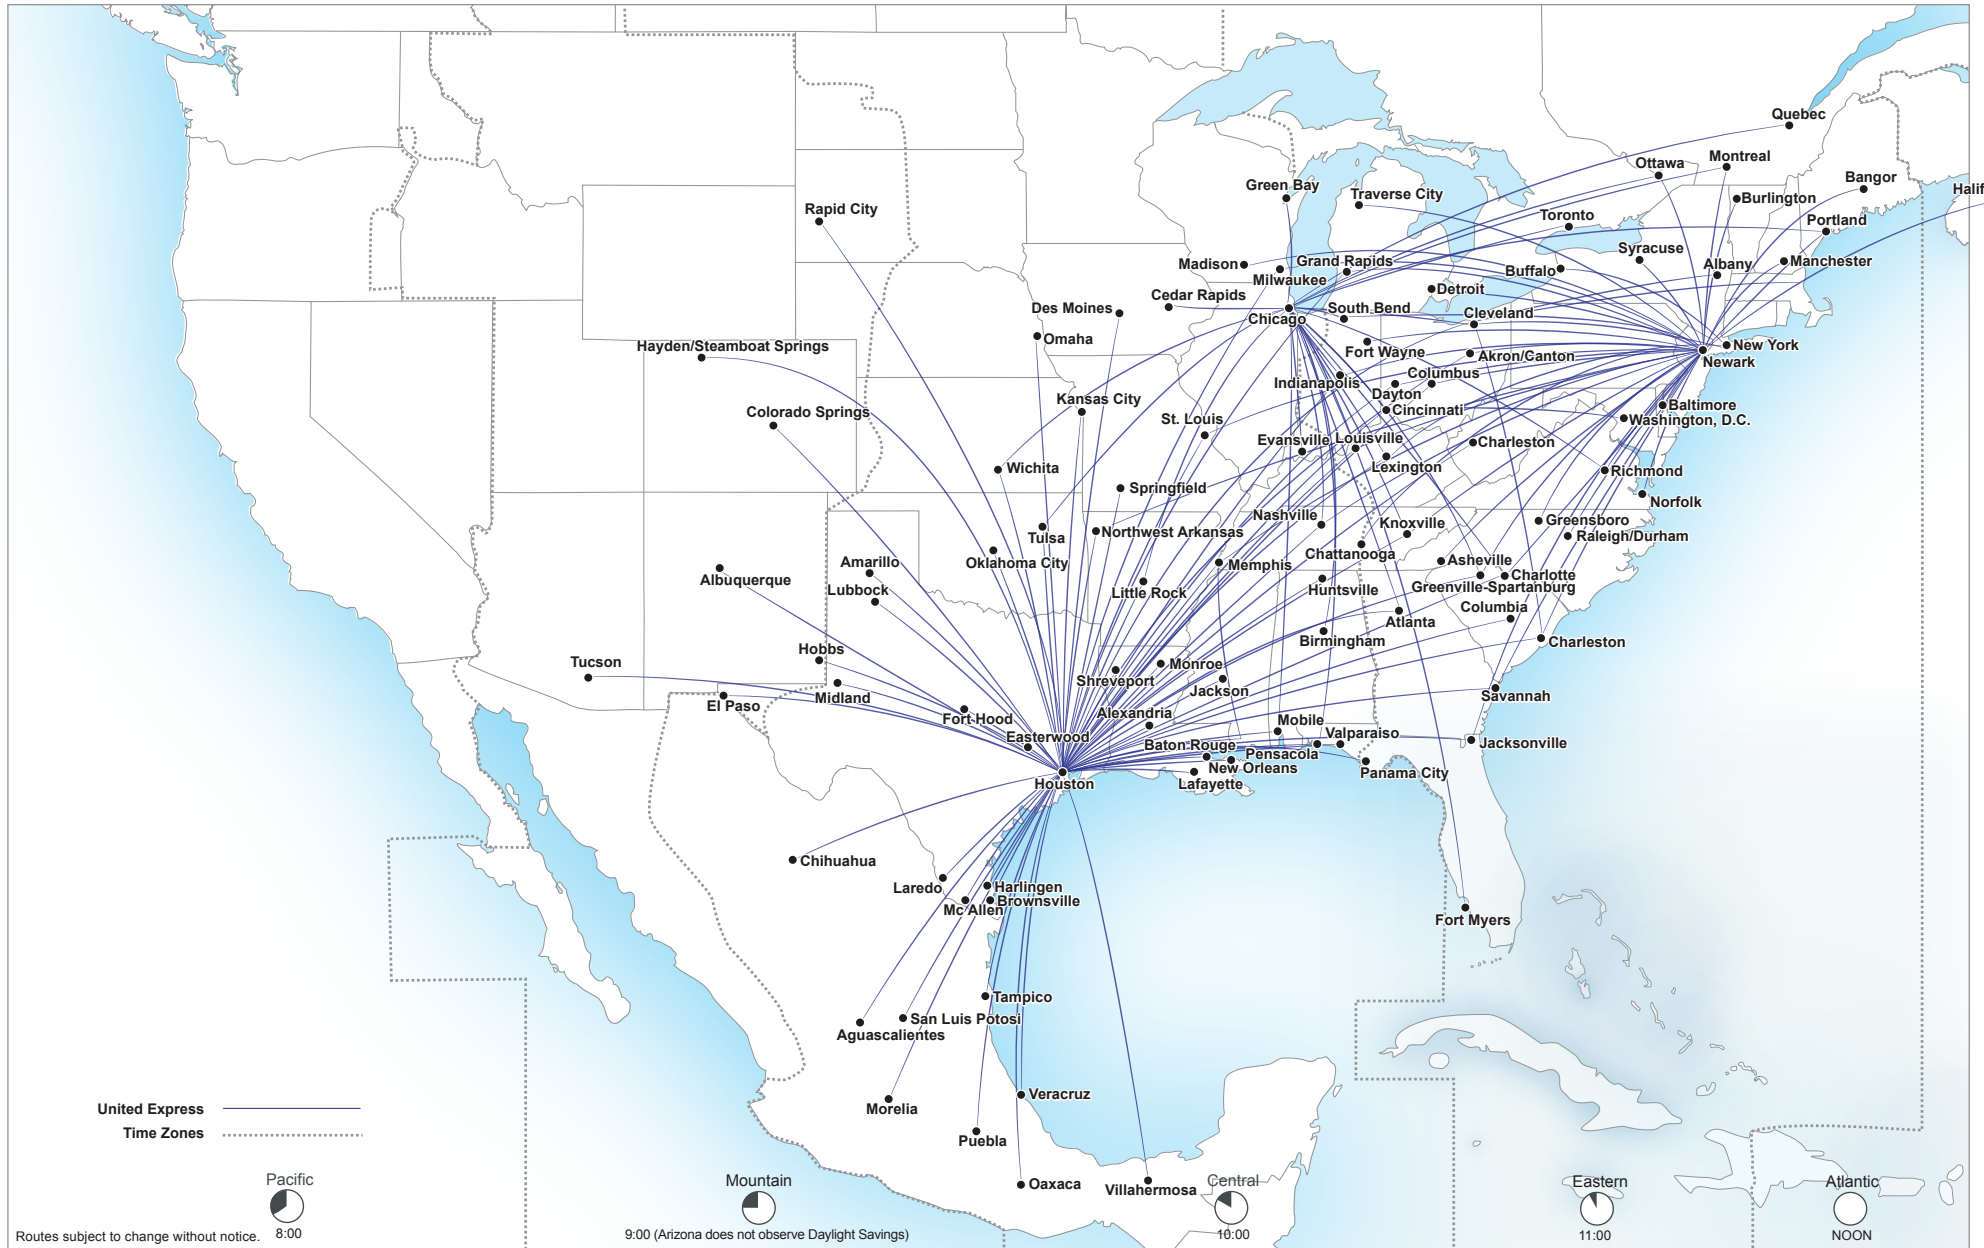 Quebec
Ottawa
Montreal
Bangor
Green Bay
Traverse City
Burlington
Halif
Rapid City
Toronto
Portland
Syracuse
Madison
Grand Rapids
Buffalo
Albany
Manchester
Milwaukee
Detroit
Cedar Rapids
Des Moines
South Bend
Cleveland
Chicago
Omaha
New York
Hayden/Steamboat Springs
Fort Wayne
Akron/Canton
Newark
Indianapolis
Columbus
Dayton
Kansas City
Colorado Springs
Cincinnati
Baltimore
St. Louis
Washington, D.C.
Evansville
Louisville
Charleston
Wichita
Lexington
Richmond
Springfield
Norfolk
Nashville
Knoxville
Greensboro
Northwest Arkansas
Tulsa
Raleigh/Durham
Chattanooga
Oklahoma City
Amarillo
Memphis
Asheville
Albuquerque
Charlotte
Lubbock
Little Rock
Huntsville
Greenville-Spartanburg
Columbia
Atlanta
Birmingham
Charleston
Hobbs
Tucson
Monroe
Shreveport
Jackson
Midland
Savannah
El Paso
Fort Hood
Alexandria
Mobile
Easterwood
Valparaiso
Baton Rouge
Pensacola
Jacksonville
New Orleans
Panama City
Houston
Lafayette
Chihuahua
Laredo
Harlingen
Mc Allen
Brownsville
Fort Myers
Tampico
San Luis Potosi
Aguascalientes
Veracruz
Morelia
Puebla
Oaxaca
Villahermosa
United Express
Time Zones
Pacific
Mountain
Central
Eastern
Atlantic
Routes subject to change without notice.
8:00
9:00 (Arizona does not observe Daylight Savings)
10:00
11:00
NOON